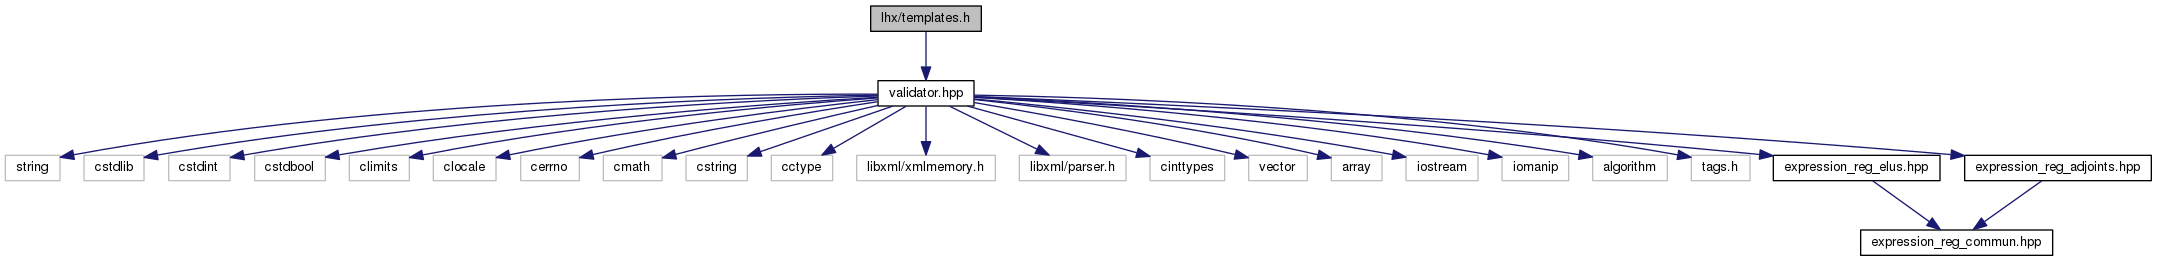 lhx/templates.h
validator.hpp
string
cstdlib
cstdint
cstdbool
climits
clocale
cerrno
cmath
cstring
cctype
libxml/xmlmemory.h
libxml/parser.h
cinttypes
vector
array
iostream
iomanip
algorithm
tags.h
expression_reg_elus.hpp
expression_reg_adjoints.hpp
expression_reg_commun.hpp